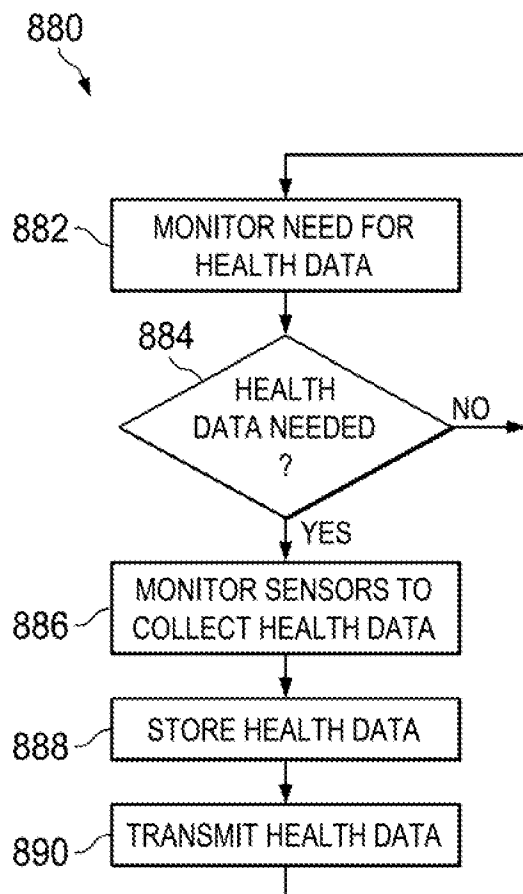 880
882
MONITOR NEED FOR
HEALTH DATA
884
HEALTH
DATA NEEDED
?
NO
YES
886
MONITOR SENSORS TO
COLLECT HEALTH DATA
888
STORE HEALTH DATA
890
TRANSMIT HEALTH DATA